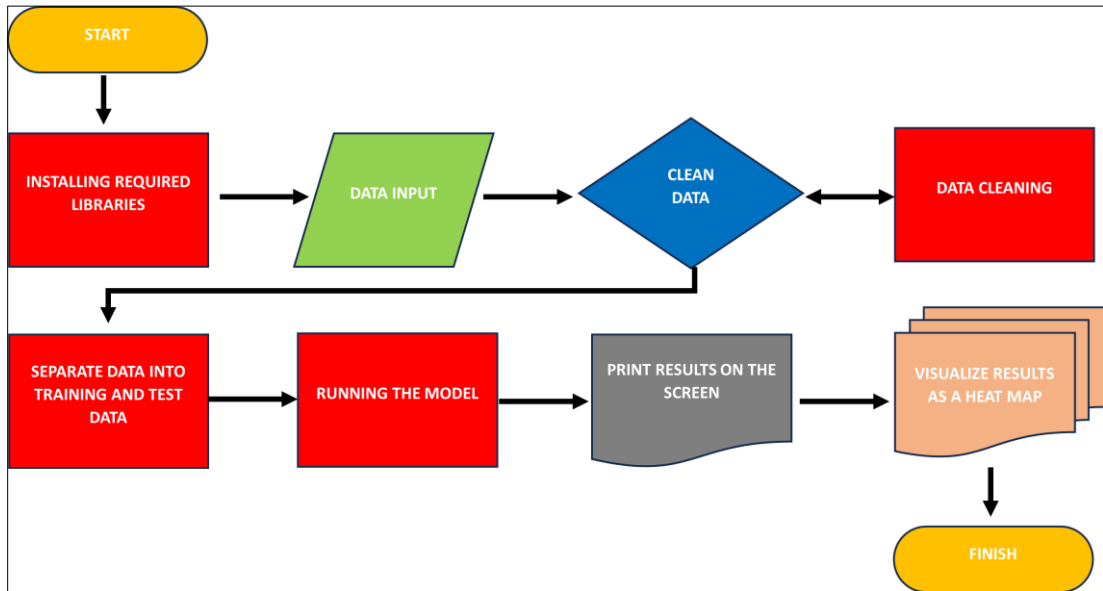 START
INSTALLING REQUIRED
LIBRARIES
DATA INPUT
CLEAN
DATA
DATA CLEANING
SEPARATE DATA INTO
TRAINING AND TEST
DATA
RUNNING THE MODEL
PRINT RESULTS ON THE
SCREEN
VISUALIZE RESULTS
AS A HEAT MAP
FINISH